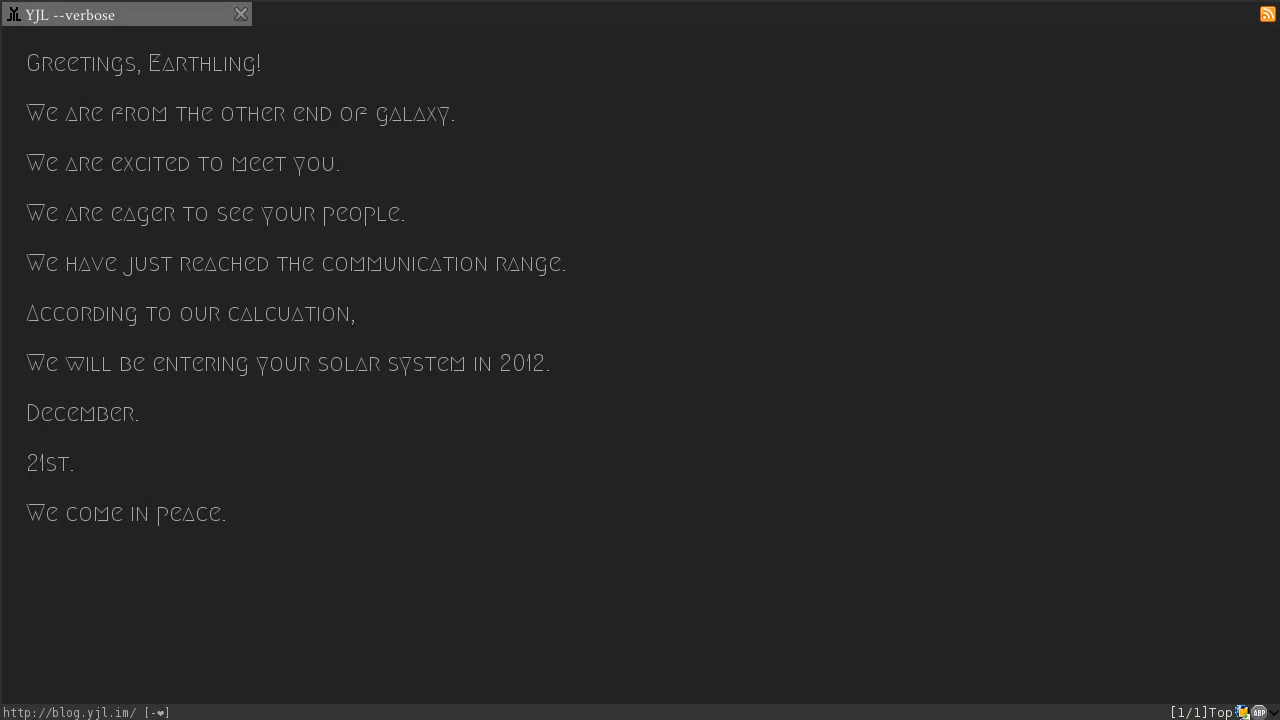 YJL --verbose
Greetings, Earthling!
We are from the other end of galaxy.
We are excited to meet you.
We are eager to see your people.
We have just reached the communication range.
According to our calcuation,
We will be entering your solar system in 2012.
December.
21st.
We come in peace.
http://blog.yjl.im/ [-❤] [1/1]Top ABP